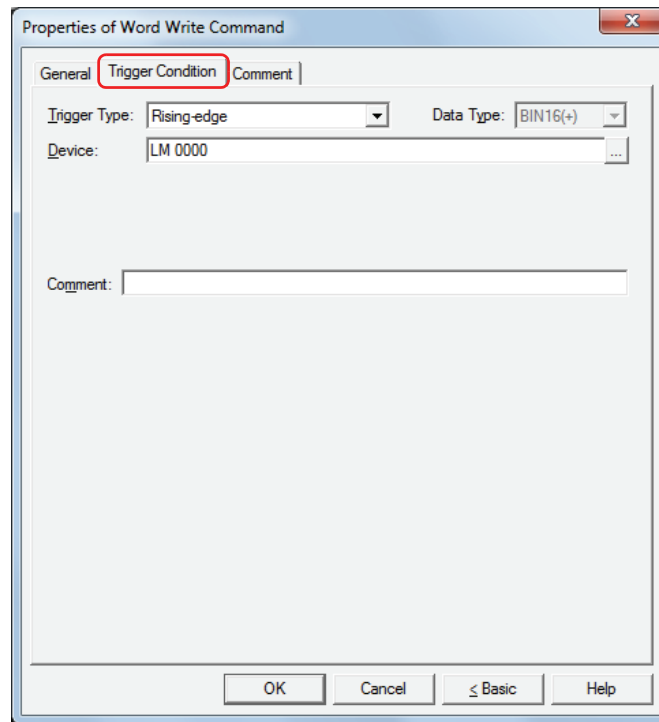 Properties of Word Write Command
General Trigger Condition Comment
Trigger Type: Rising-edge Data Type: BIN16(+)
Device: LM 0000 ...
Comment:
OK Cancel < Basic Help